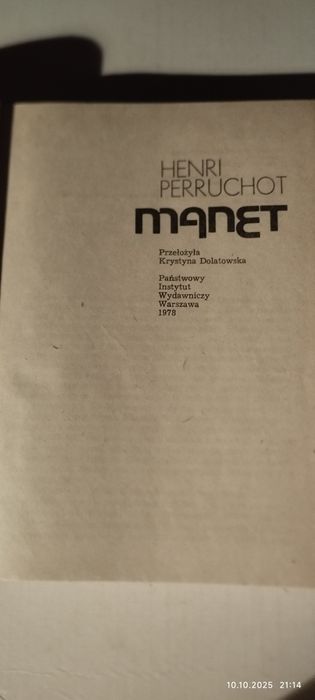 HENRI
PERRUCHOT
MANET
Przełożyła
Krystyna Dolatowska
Państwowy
Instytut
Wydawniczy
Warszawa
1978
10.10.2025 21:14